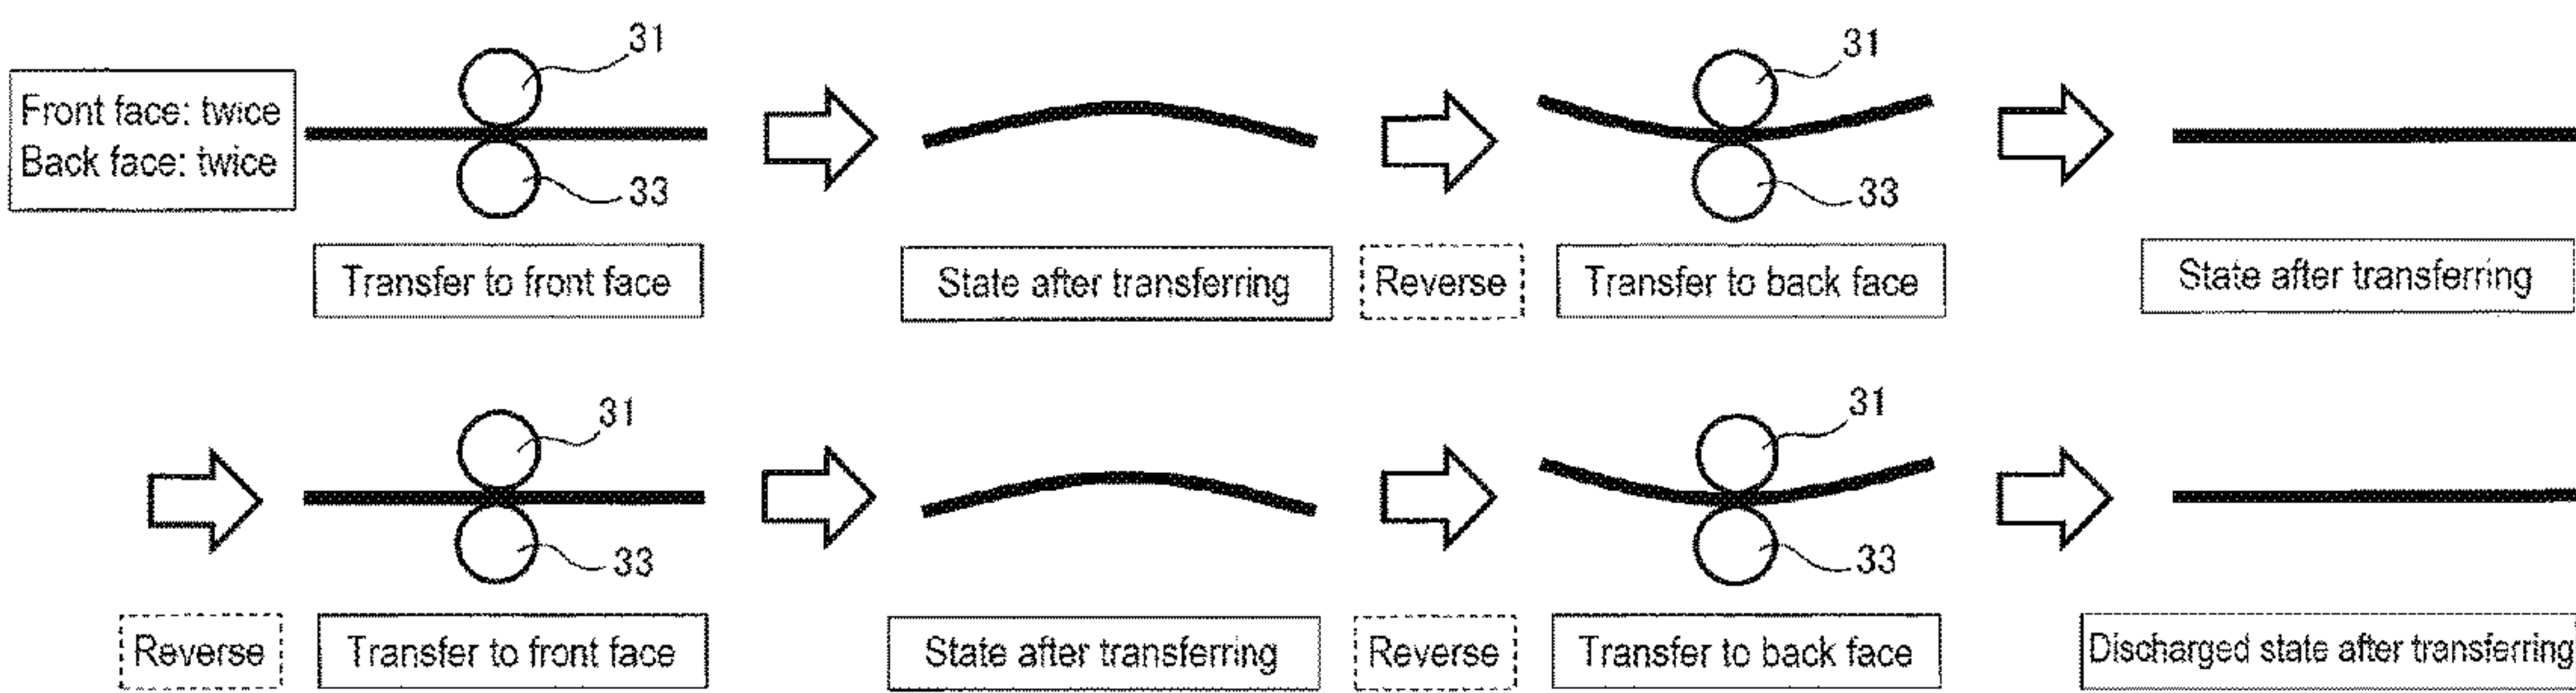 31
31
Front face: twice
Back face: twice
33
33
Transfer to front face
State after transferring
Reverse
Transfer to back face
State after transferring
31
31
33
33
Reverse
Transfer to front face
State after transferring
Reverse
Transfer to back face
Discharged state after transferring